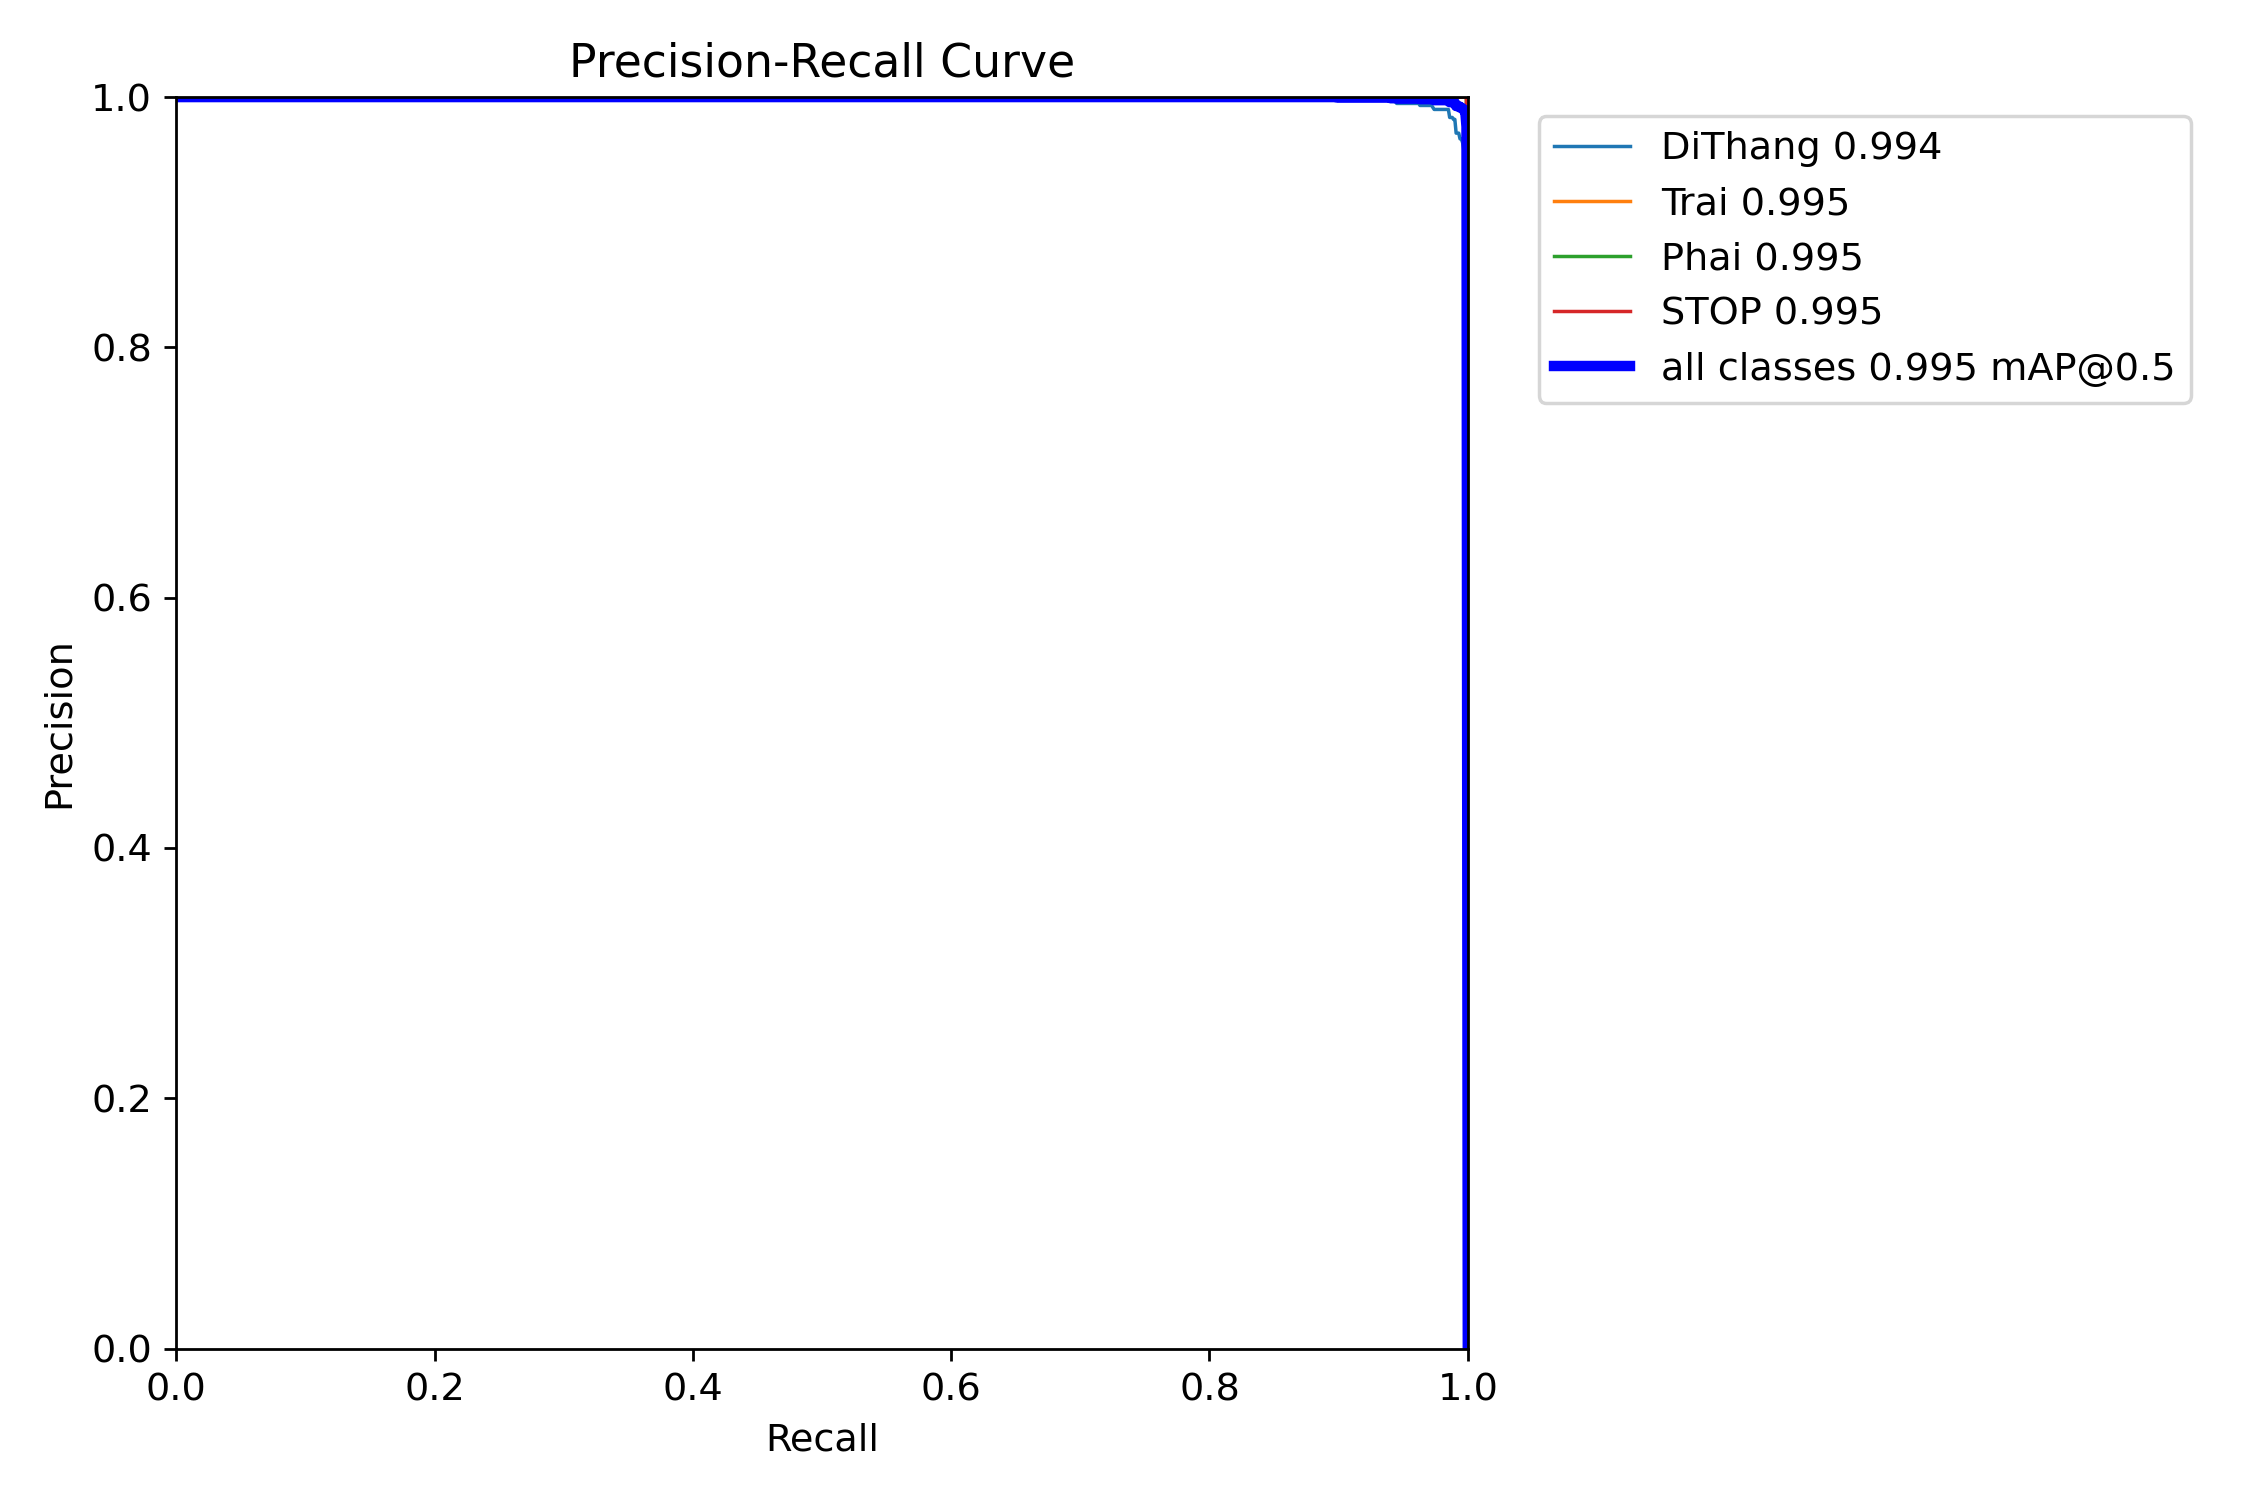 Precision-Recall Curve
1.0
0.8
0.6
0.4
0.2
0.0
Precision
0.0 0.2 0.4 0.6 0.8 1.0
Recall
DiThang 0.994
Trai 0.995
Phai 0.995
STOP 0.995
all classes 0.995 mAP@0.5